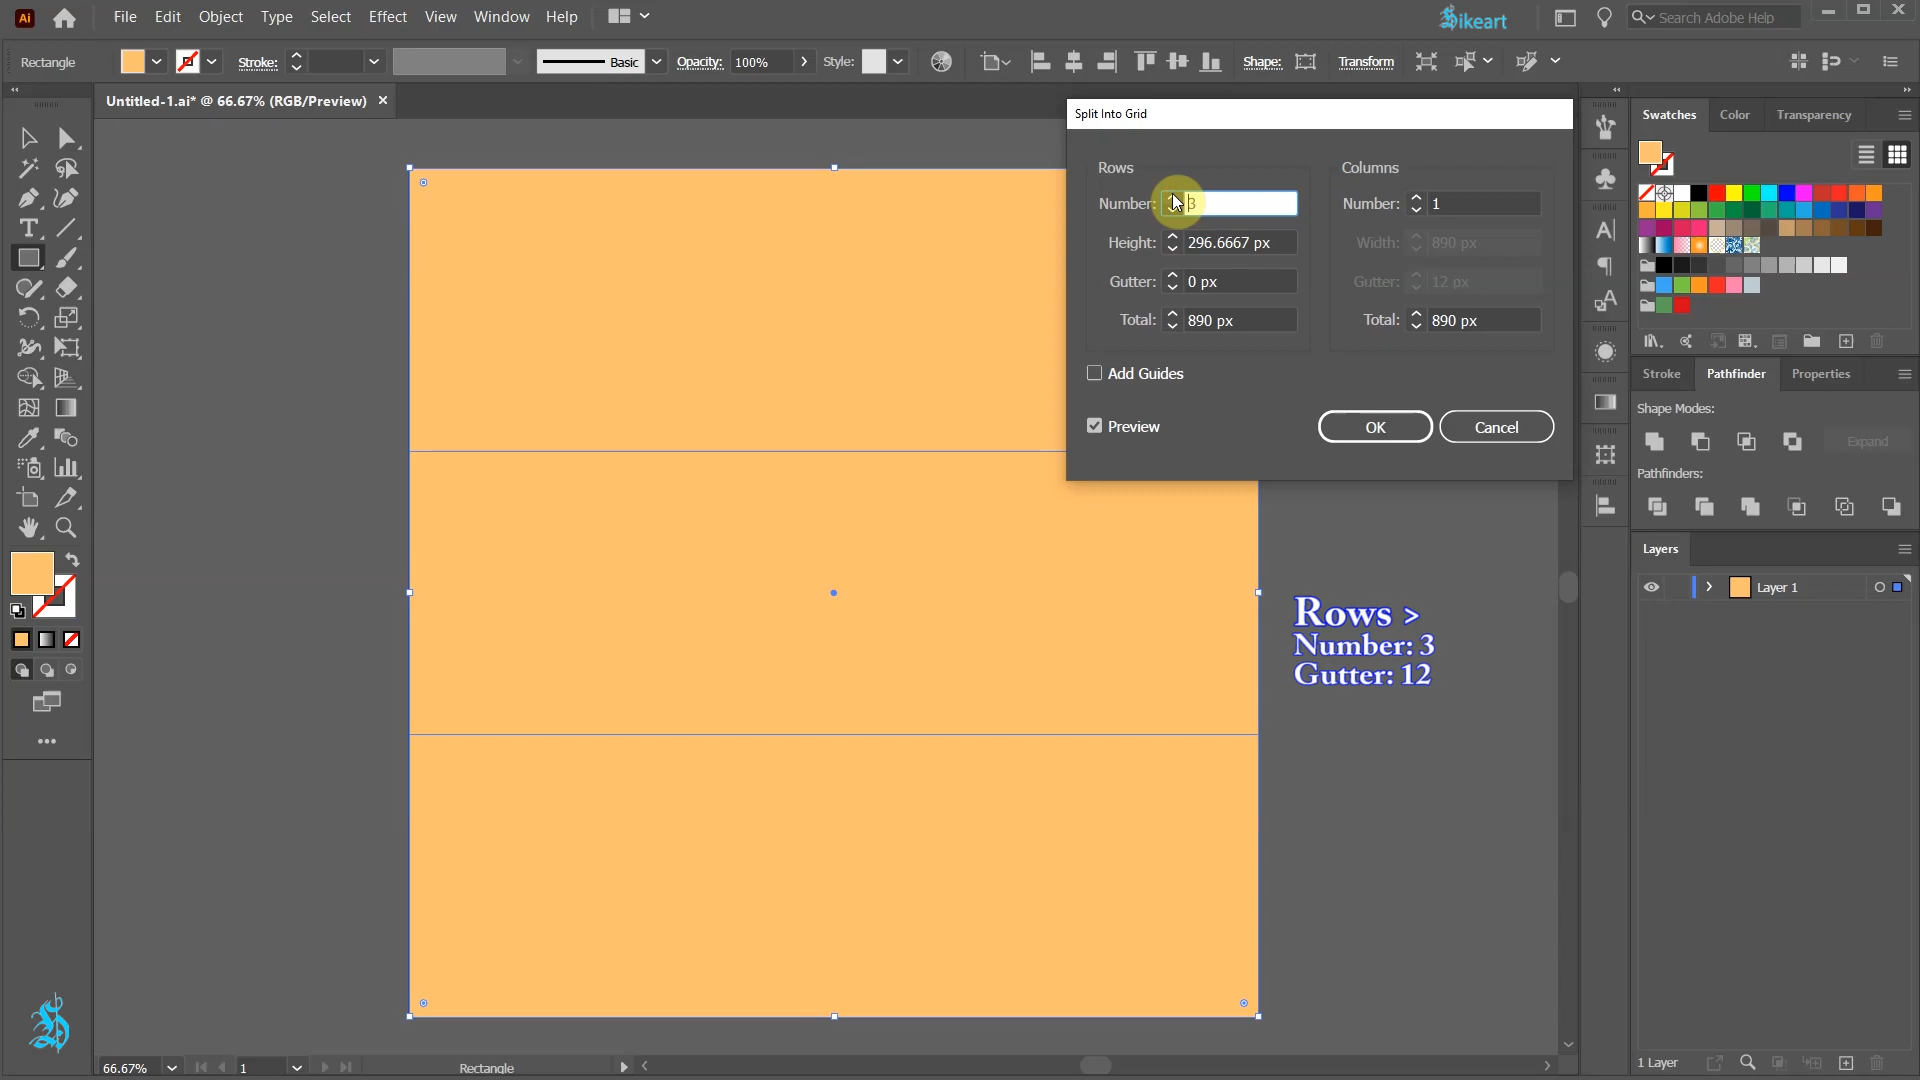 Ai File Edit Object Type Select Effect View Window Help
Sikeart
Search Adobe Help
Rectangle
Stroke:
Basic
Opacity: 100%
Style:
Shape:
Transform
Untitled-1.ai* @ 66.67% (RGB/Preview)
Split Into Grid
Rows
Number: 3
Height: 296.6667 px
Gutter: 0 px
Total: 890 px
Columns
Number: 1
Width: 890 px
Gutter: 12 px
Total: 890 px
Add Guides
Preview
OK
Cancel
Swatches
Color
Transparency
Stroke
Pathfinder
Properties
Shape Modes:
Expand
Pathfinders:
Layers
Layer 1
Rows >
Number: 3
Gutter: 12
1 Layer
66.67%
1
Rectangle